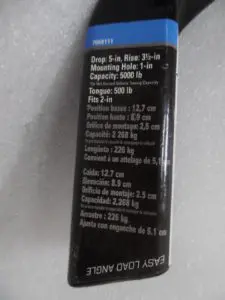 7059111
Drop: 5-in, Rise: 3½-in
Mounting Hole: 1-in
Capacity: 5000 lb
Tongue: 500 lb
Fits 2-in
Position basse : 12,7 cm
Position haute : 8,9 cm
Orifice de montage: 2,5 cm
Capacité: 2 268 kg
Languette : 226 kg
Convient à un attelage de 5,1
Caída: 12.7 cm
Elevación: 8.9 cm
Orificio de montaje: 2.5 cm
Capacidad: 2,268 kg
Arrastre : 226 kg
Ajusta con enganche de 5,1 cm
EASY LOAD ANGLE